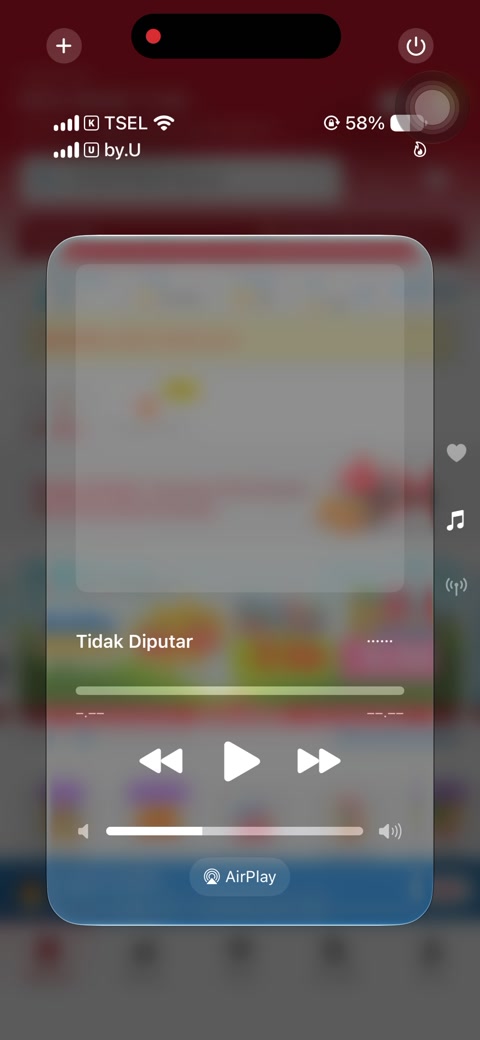 K TSEL 58%
U by.U
Tidak Diputar
-.-- --.--
AirPlay